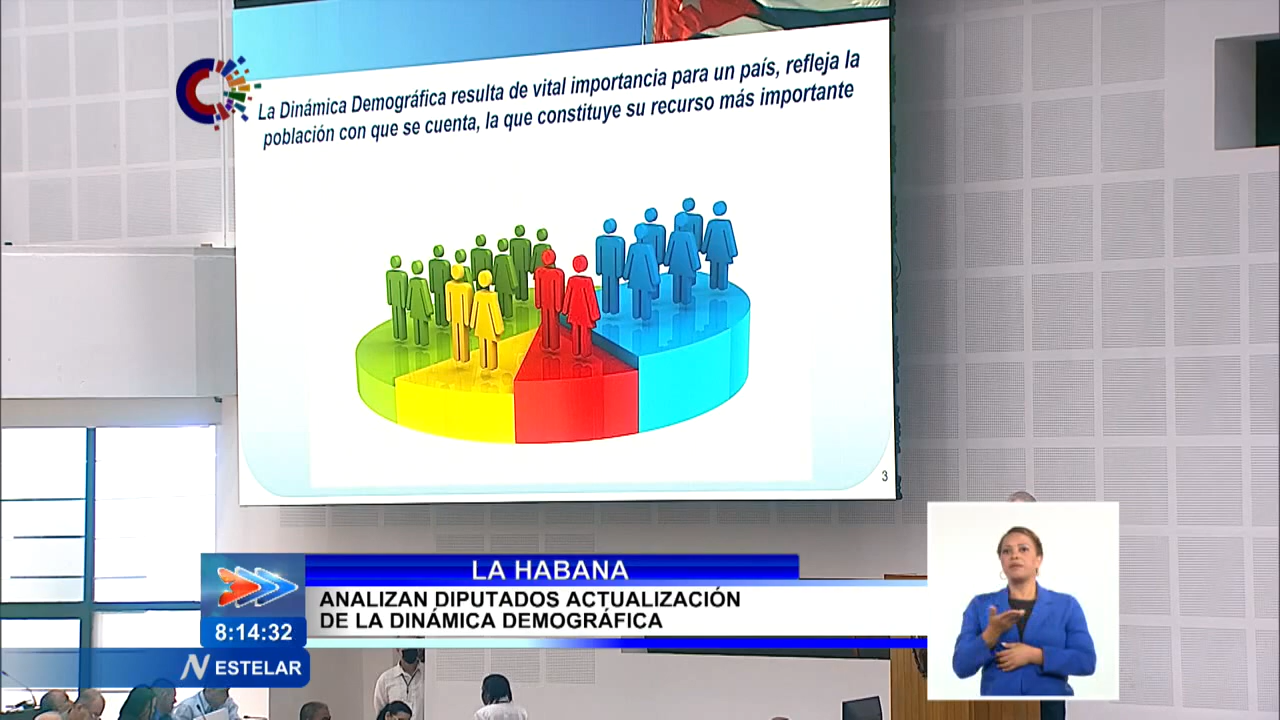 La Dinámica Demográfica resulta de vital importancia para un país, refleja la
población con que se cuenta, la que constituye su recurso más importante
3
LA HABANA
ANALIZAN DIPUTADOS ACTUALIZACIÓN
DE LA DINÁMICA DEMOGRÁFICA
8:14:32
N ESTELAR